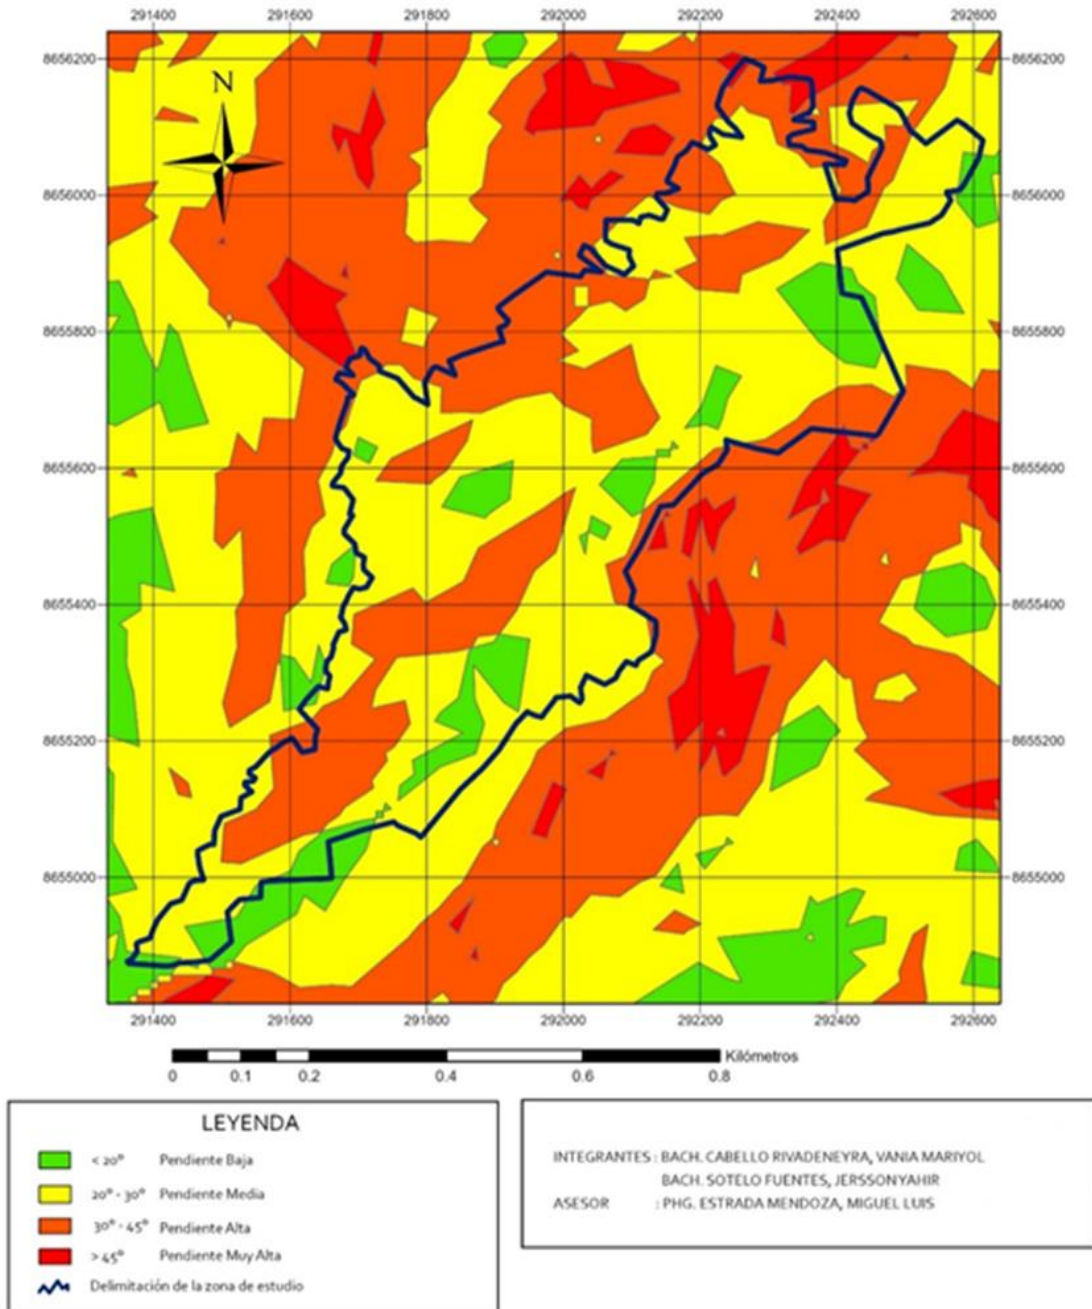 291400 291600 291800 292000 292200 292400 292600
8656200 8656200
N
8656000 8656000
8655800 8655800
8655600 8655600
8655400 8655400
8655200 8655200
8655000 8655000
291400 291600 291800 292000 292200 292400 292600
Kilómetros
0 0.1 0.2 0.4 0.6 0.8
LEYENDA
< 20° Pendiente Baja
20° - 30° Pendiente Media
30° - 45° Pendiente Alta
> 45° Pendiente Muy Alta
Delimitación de la zona de estudio
INTEGRANTES : BACH. CABELLO RIVADENEYRA, VANIA MARIYOL
BACH. SOTELO FUENTES, JERSSONYAHIR
ASESOR : PHG. ESTRADA MENDOZA, MIGUEL LUIS